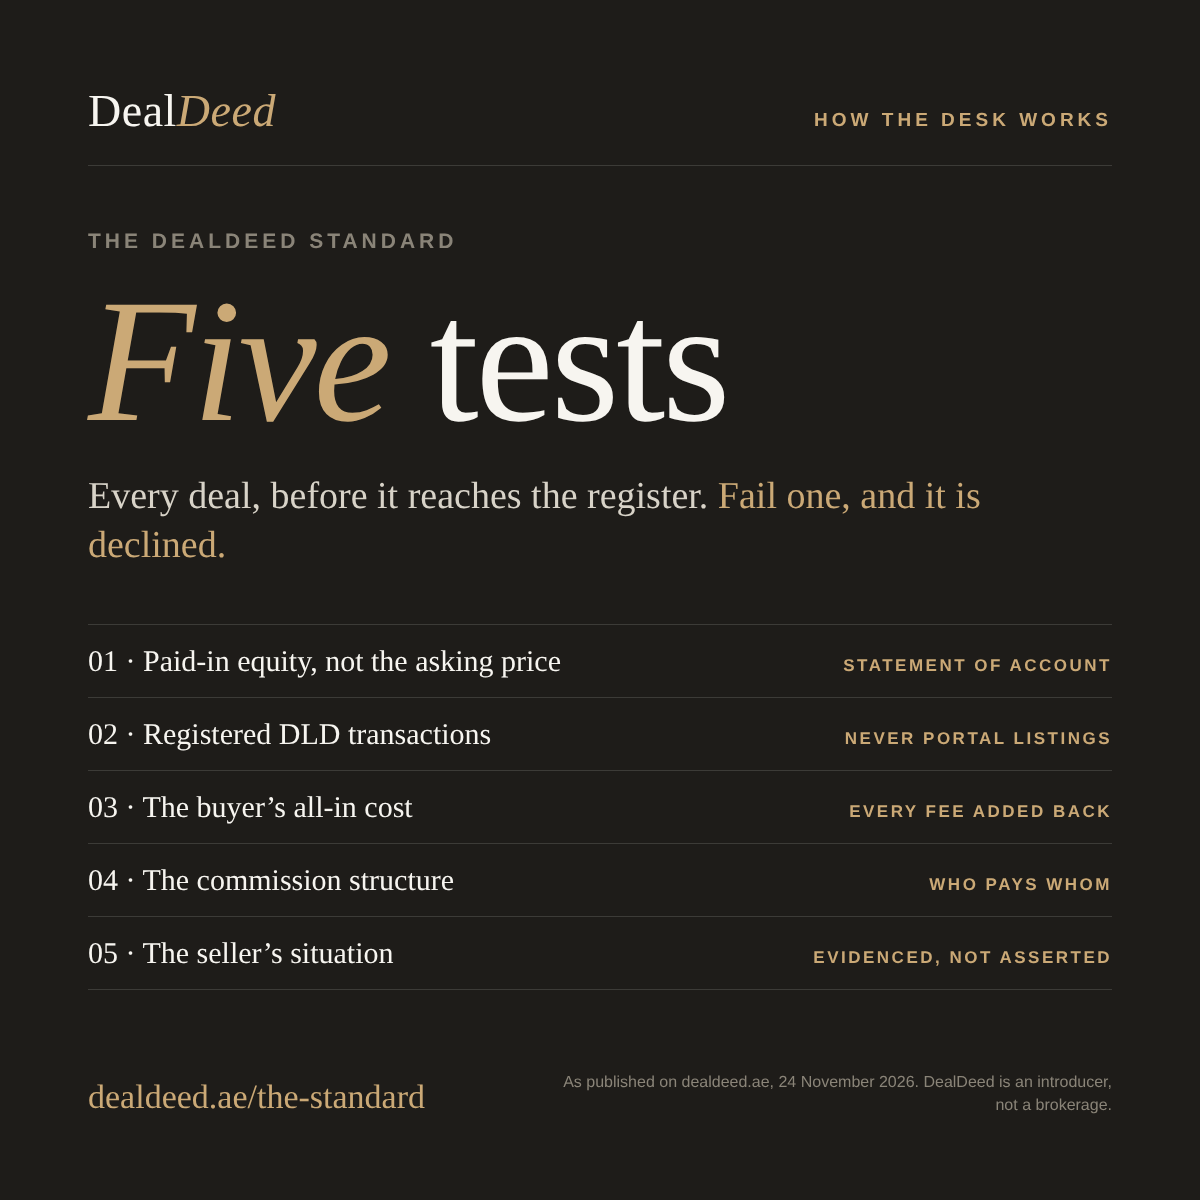 DealDeed
HOW THE DESK WORKS
THE DEALDEED STANDARD
Five tests
Every deal, before it reaches the register. Fail one, and it is
declined.
01 · Paid-in equity, not the asking price
STATEMENT OF ACCOUNT
02 · Registered DLD transactions
NEVER PORTAL LISTINGS
03 · The buyer’s all-in cost
EVERY FEE ADDED BACK
04 · The commission structure
WHO PAYS WHOM
05 · The seller’s situation
EVIDENCED, NOT ASSERTED
dealdeed.ae/the-standard
As published on dealdeed.ae, 24 November 2026. DealDeed is an introducer,
not a brokerage.